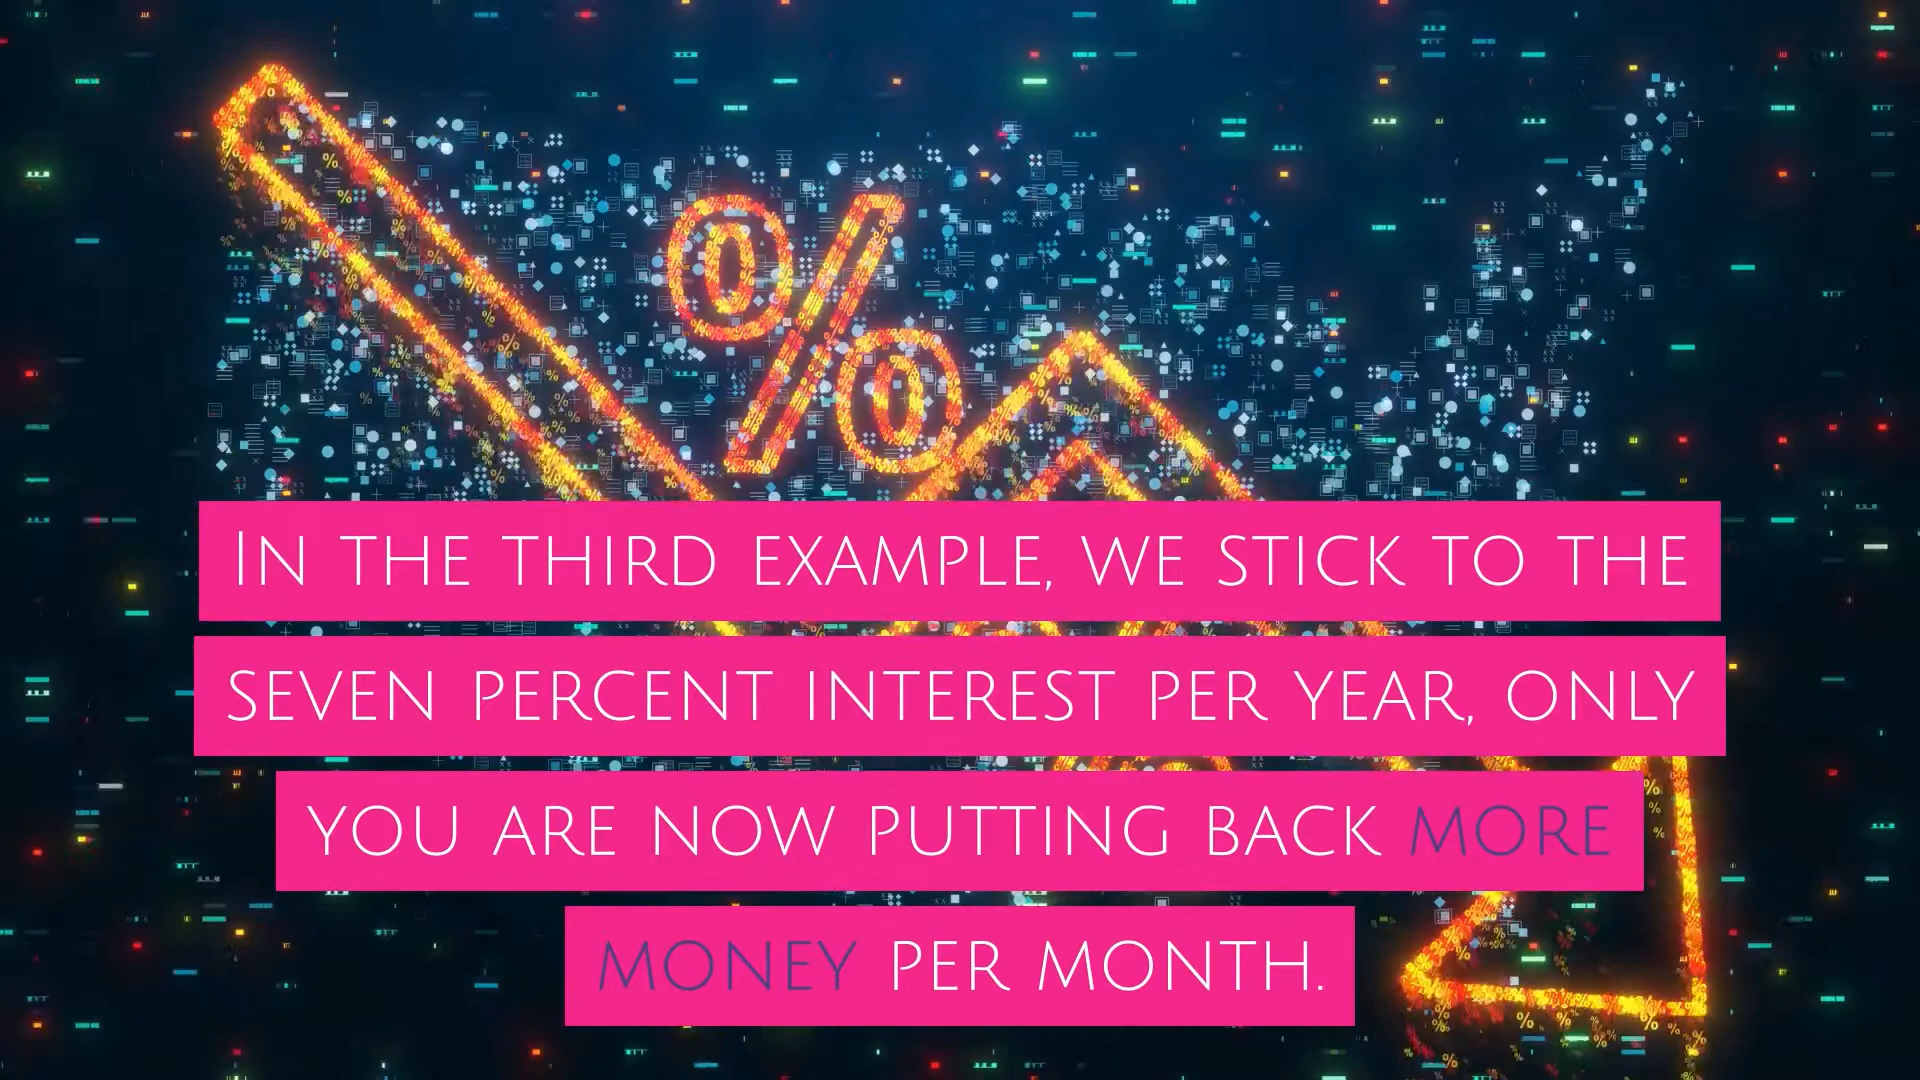 %
In the third example, we stick to the
seven percent interest per year, only
you are now putting back more
money per month.